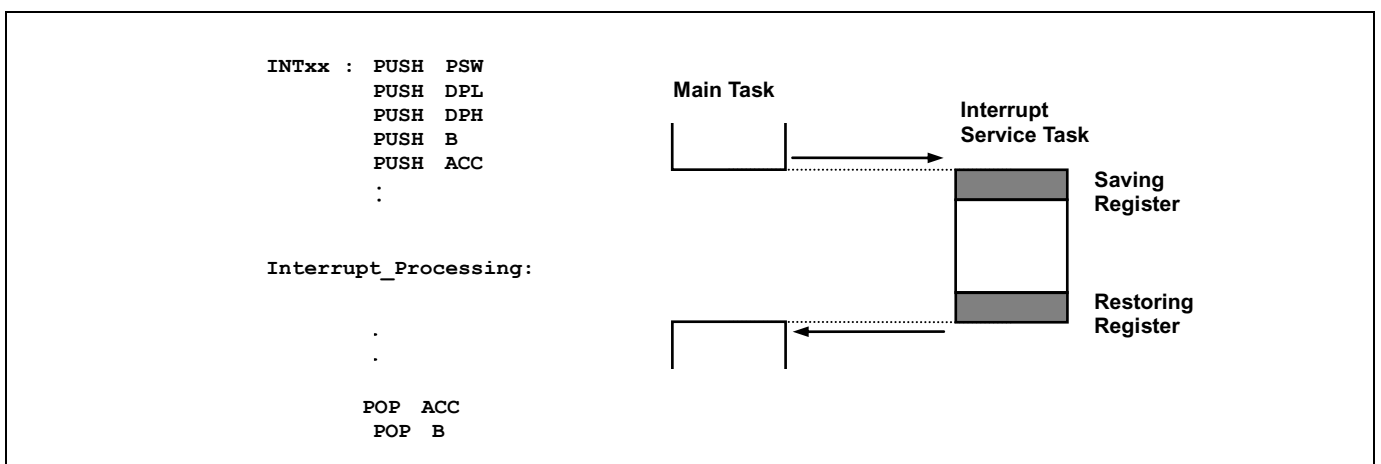 INTxx : PUSH PSW
PUSH DPL
PUSH DPH
PUSH B
PUSH ACC
.
.
Interrupt_Processing:
.
.
POP ACC
POP B
Main Task
Interrupt
Service Task
Saving
Register
Restoring
Register